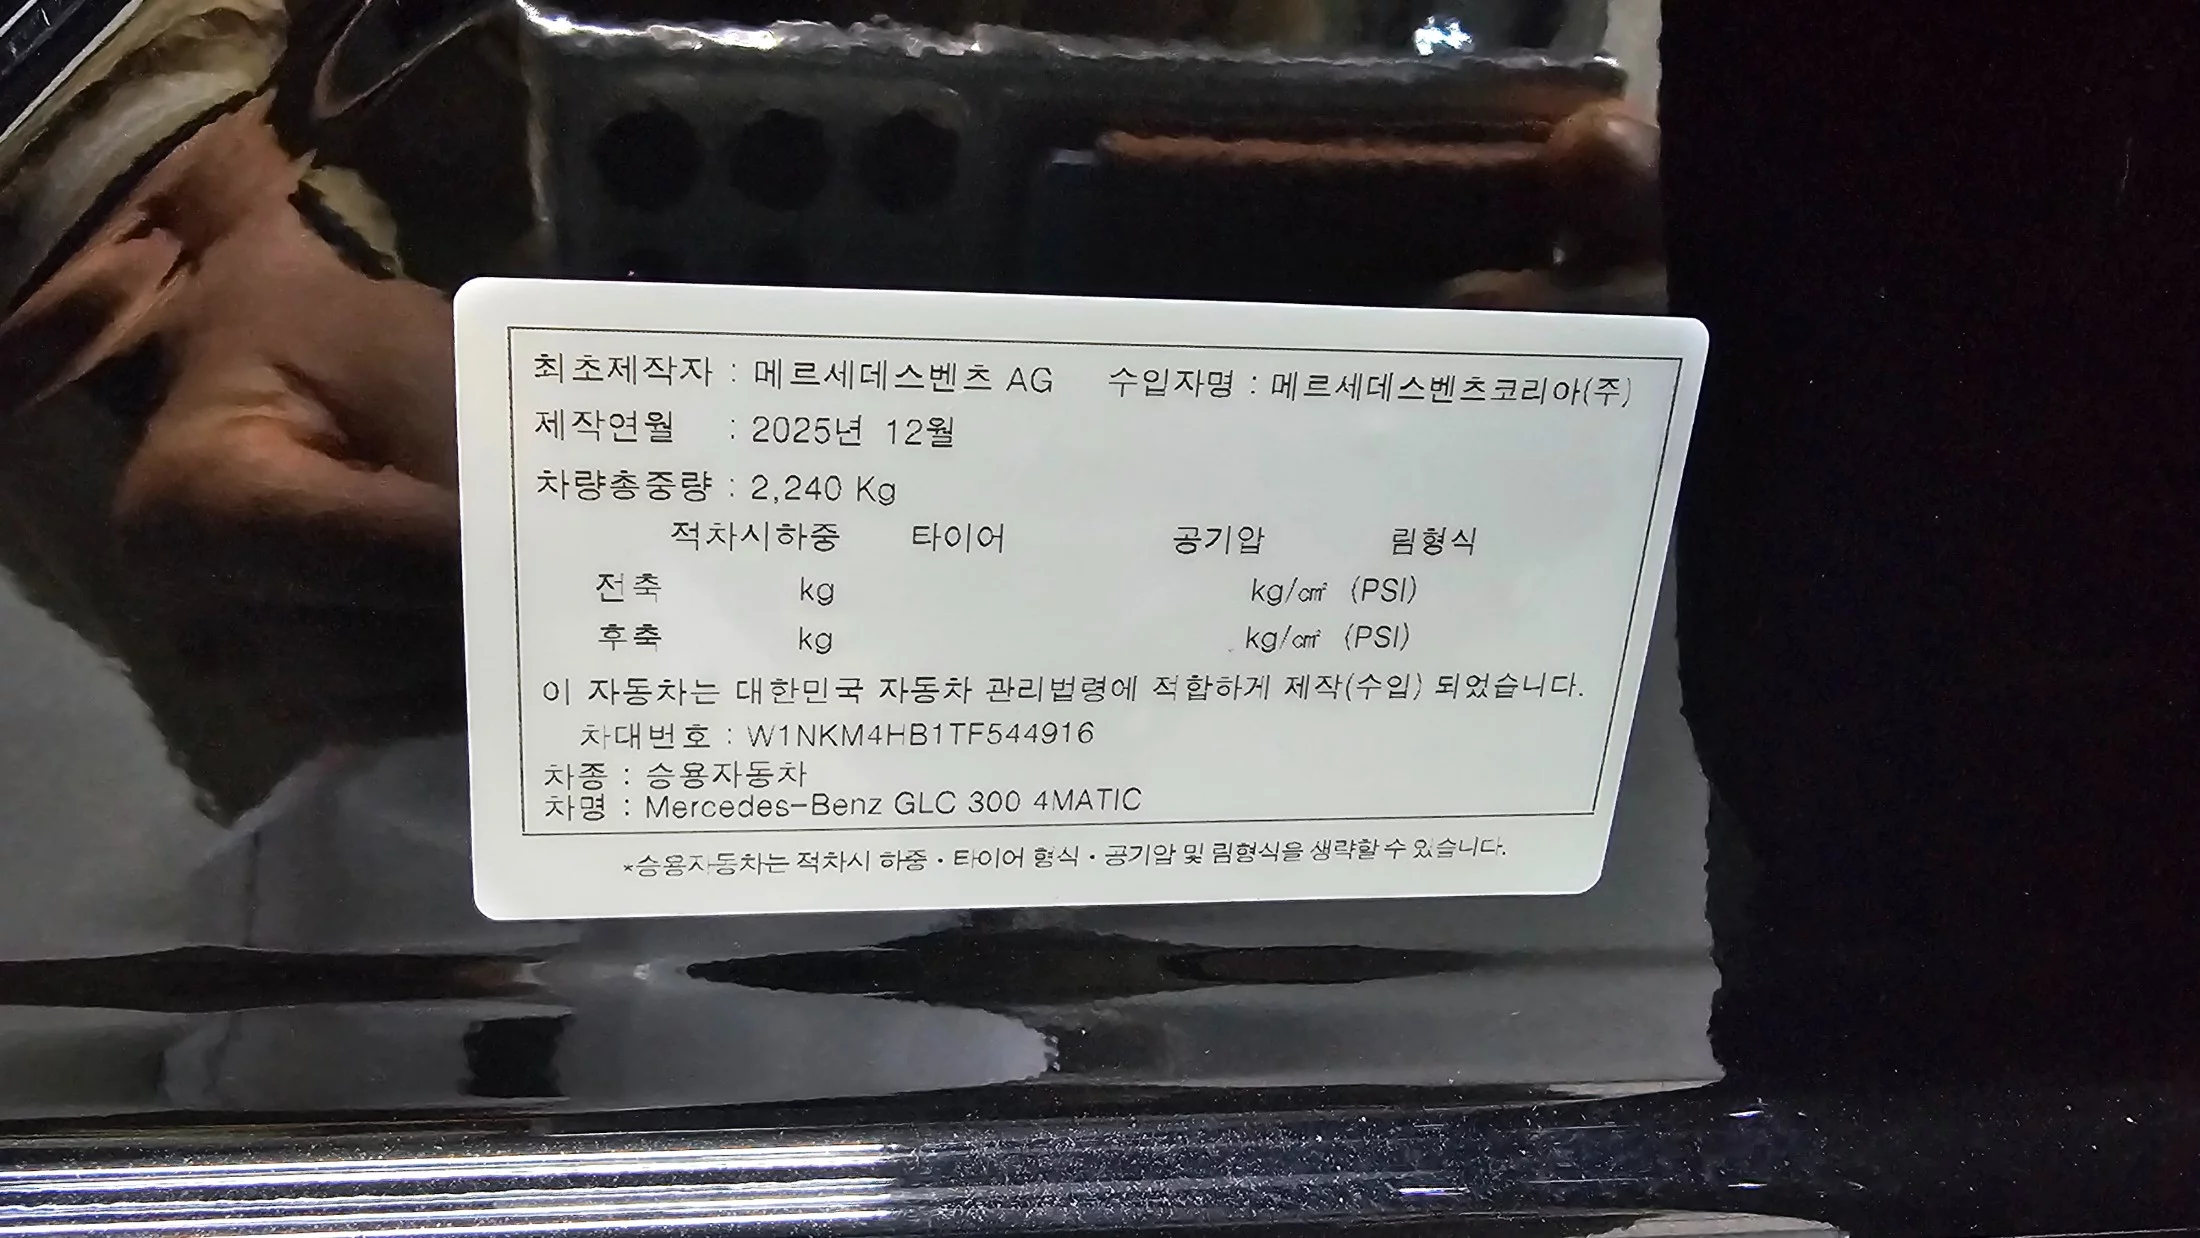 최초제작자 : 메르세데스벤츠 AG 수입자명 : 메르세데스벤츠코리아(주)
제작연월 : 2025년 12월
차량총중량 : 2,240 Kg
적차시하중 타이어 공기압 림형식
전축 kg kg/㎠ (PSI)
후축 kg kg/㎠ (PSI)
이 자동차는 대한민국 자동차 관리법령에 적합하게 제작(수입) 되었습니다.
차대번호 : W1NKM4HB1TF544916
차종 : 승용자동차
차명 : Mercedes-Benz GLC 300 4MATIC
*승용자동차는 적차시 하중·타이어 형식·공기압 및 림형식을 생략할 수 있습니다.